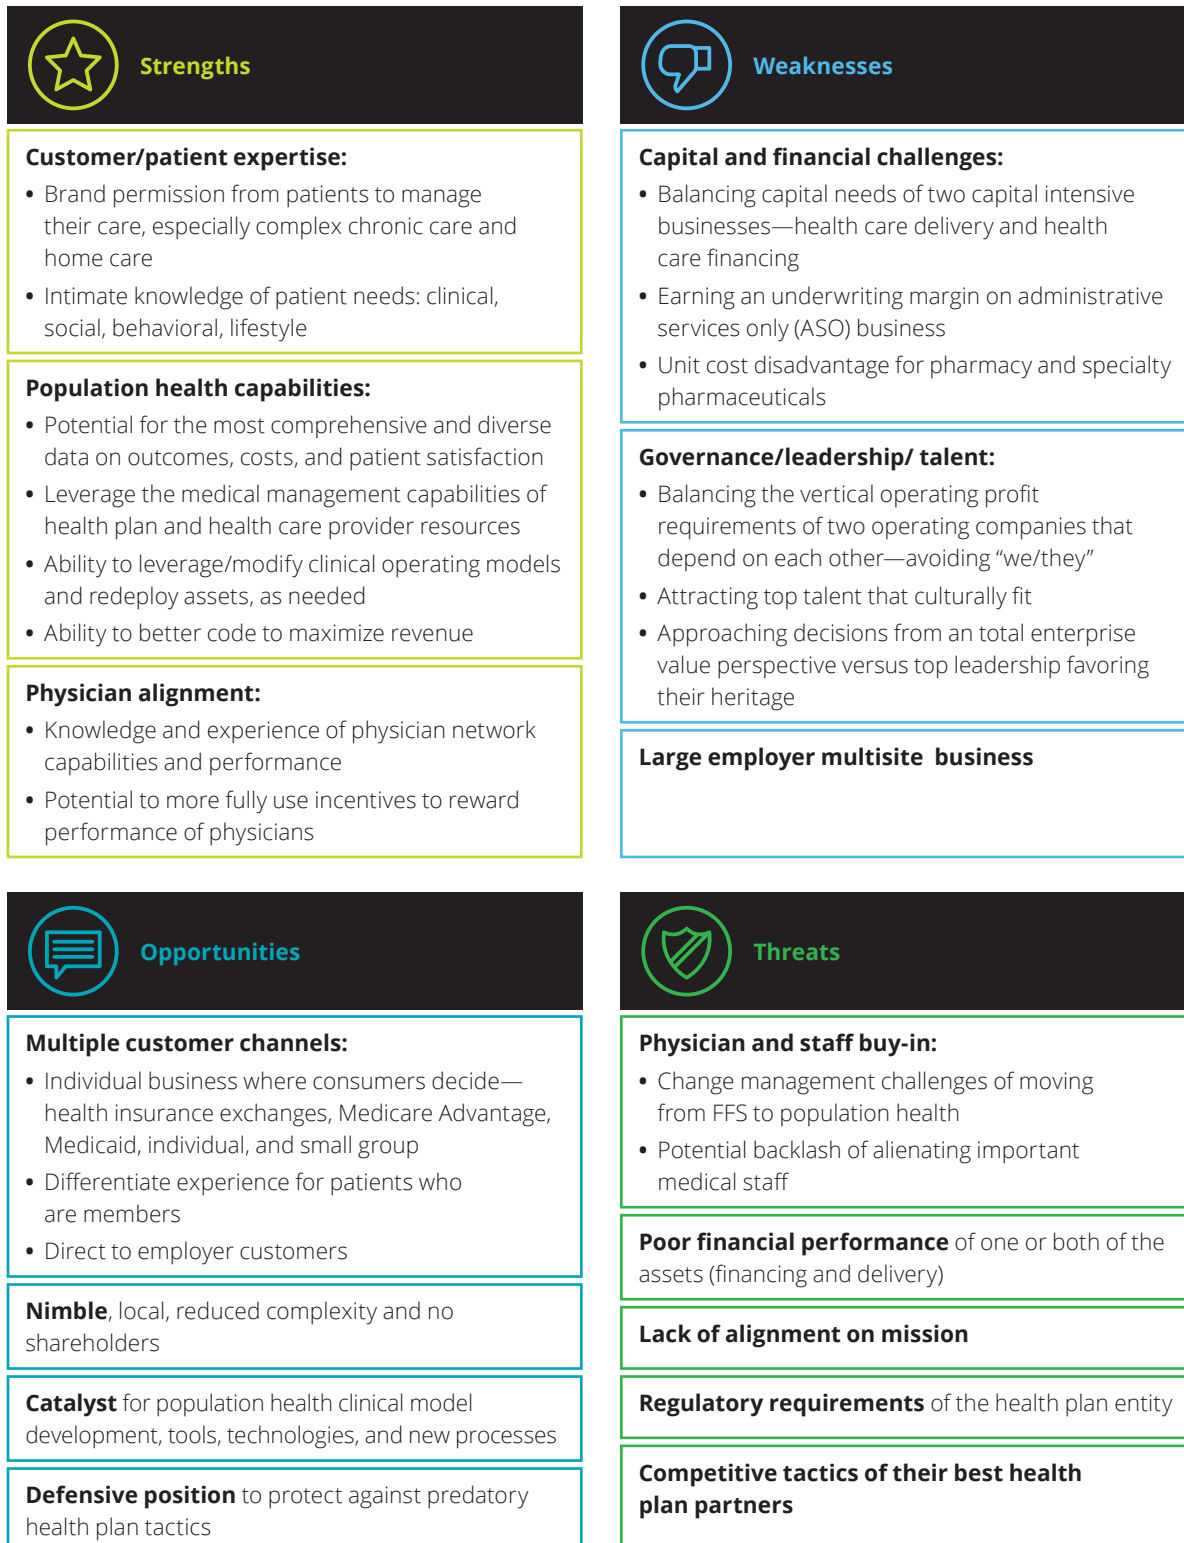 Strengths
Customer/patient expertise:
• Brand permission from patients to manage
their care, especially complex chronic care and
home care
• Intimate knowledge of patient needs: clinical,
social, behavioral, lifestyle
Population health capabilities:
• Potential for the most comprehensive and diverse
data on outcomes, costs, and patient satisfaction
• Leverage the medical management capabilities of
health plan and health care provider resources
• Ability to leverage/modify clinical operating models
and redeploy assets, as needed
• Ability to better code to maximize revenue
Physician alignment:
• Knowledge and experience of physician network
capabilities and performance
• Potential to more fully use incentives to reward
performance of physicians
Weaknesses
Capital and financial challenges:
• Balancing capital needs of two capital intensive
businesses—health care delivery and health
care financing
• Earning an underwriting margin on administrative
services only (ASO) business
• Unit cost disadvantage for pharmacy and specialty
pharmaceuticals
Governance/leadership/ talent:
• Balancing the vertical operating profit
requirements of two operating companies that
depend on each other—avoiding “we/they”
• Attracting top talent that culturally fit
• Approaching decisions from an total enterprise
value perspective versus top leadership favoring
their heritage
Large employer multisite  business
Opportunities
Multiple customer channels:
• Individual business where consumers decide—
health insurance exchanges, Medicare Advantage,
Medicaid, individual, and small group
• Differentiate experience for patients who
are members
• Direct to employer customers
Nimble, local, reduced complexity and no
shareholders
Catalyst for population health clinical model
development, tools, technologies, and new processes
Defensive position to protect against predatory
health plan tactics
Threats
Physician and staff buy-in:
• Change management challenges of moving
from FFS to population health
• Potential backlash of alienating important
medical staff
Poor financial performance of one or both of the
assets (financing and delivery)
Lack of alignment on mission
Regulatory requirements of the health plan entity
Competitive tactics of their best health
plan partners